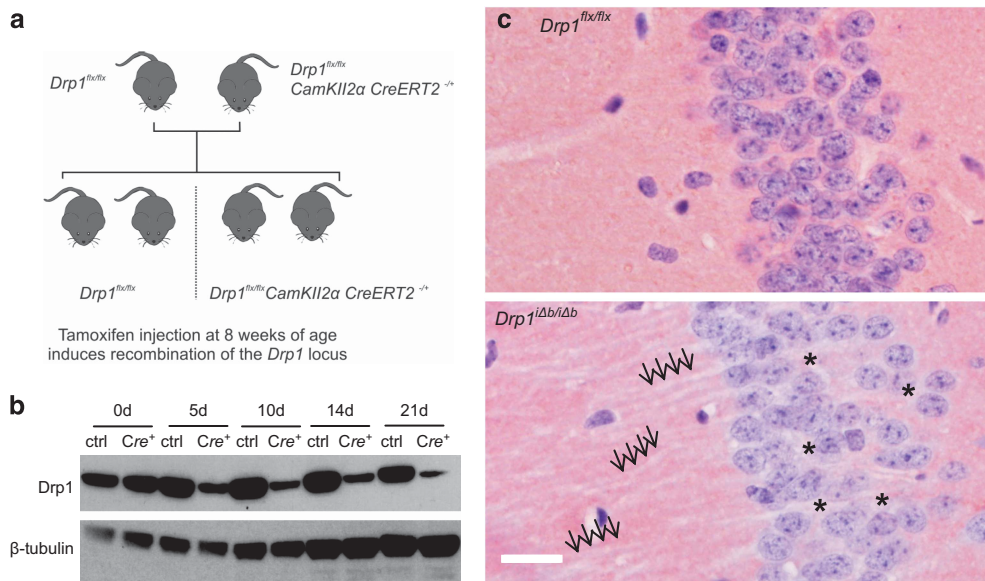 a
Drp1flx/flx
Drp1flx/flx
CamKII2α CreERT2 -/+
Drp1flx/flx
Drp1flx/flxCamKII2α CreERT2 -/+
Tamoxifen injection at 8 weeks of age
induces recombination of the Drp1 locus
b
0d 5d 10d 14d 21d
ctrl Cre+ ctrl Cre+ ctrl Cre+ ctrl Cre+ ctrl Cre+
Drp1
β-tubulin
c
Drp1flx/flx
Drp1iΔb/iΔb
* * * * *